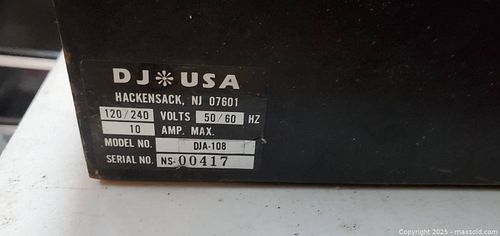 DJ❊USA
HACKENSACK, NJ 07601
120/240 VOLTS 50/60 HZ
10 AMP. MAX.
MODEL NO. DJA-108
SERIAL NO. NS-00417
Copyright 2025 - maxsold.com